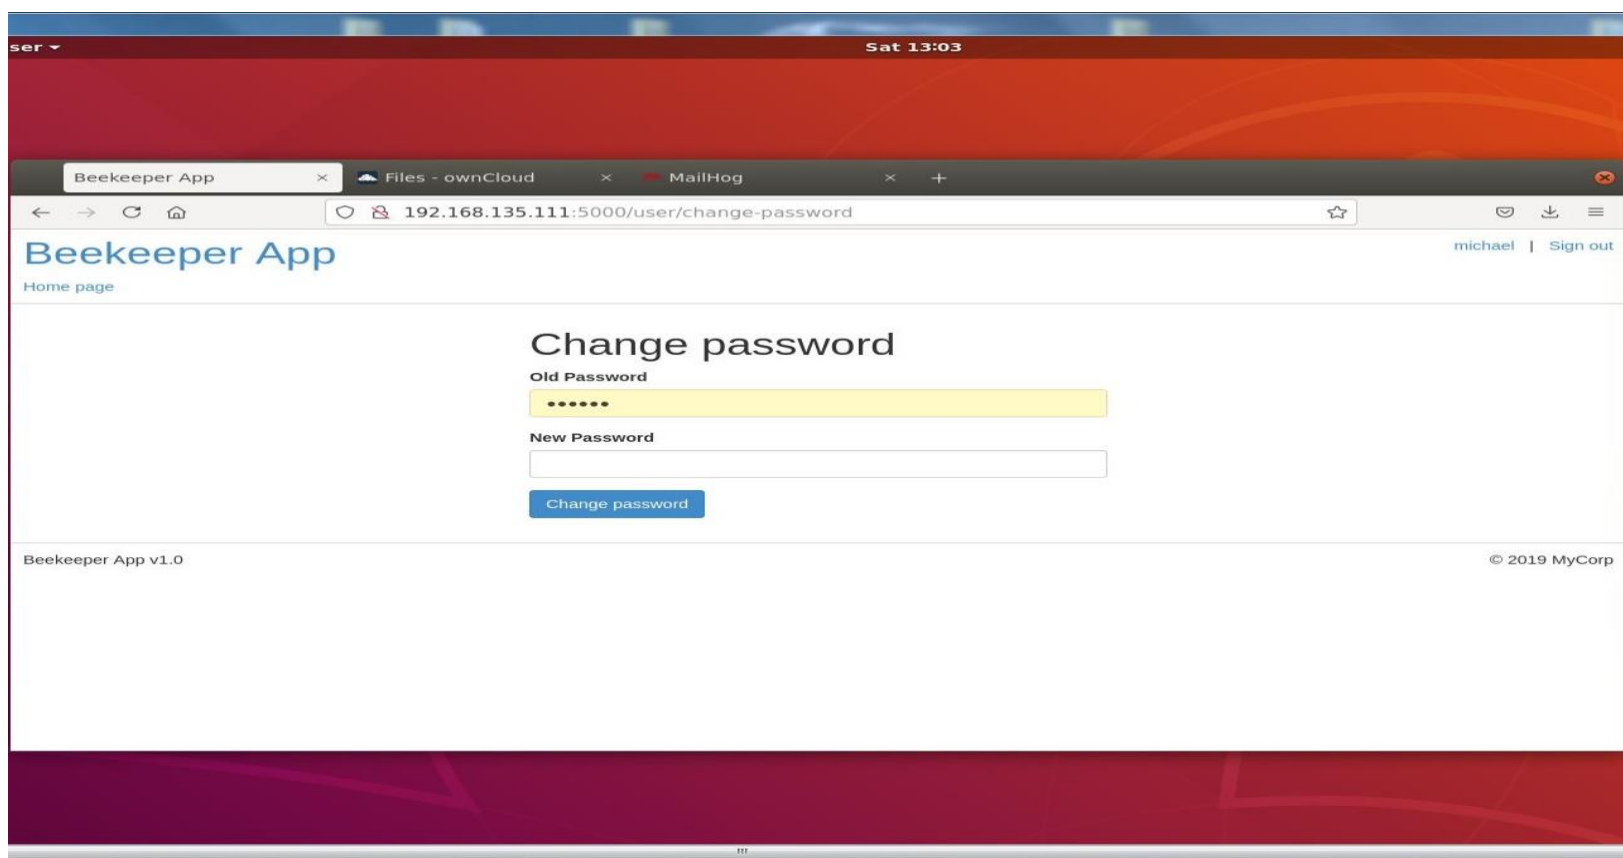 ser
Sat 13:03
Beekeeper App
Files - ownCloud
MailHog
192.168.135.111:5000/user/change-password
Beekeeper App
michael | Sign out
Home page
Change password
Old Password
••••••
New Password
Change password
Beekeeper App v1.0
© 2019 MyCorp